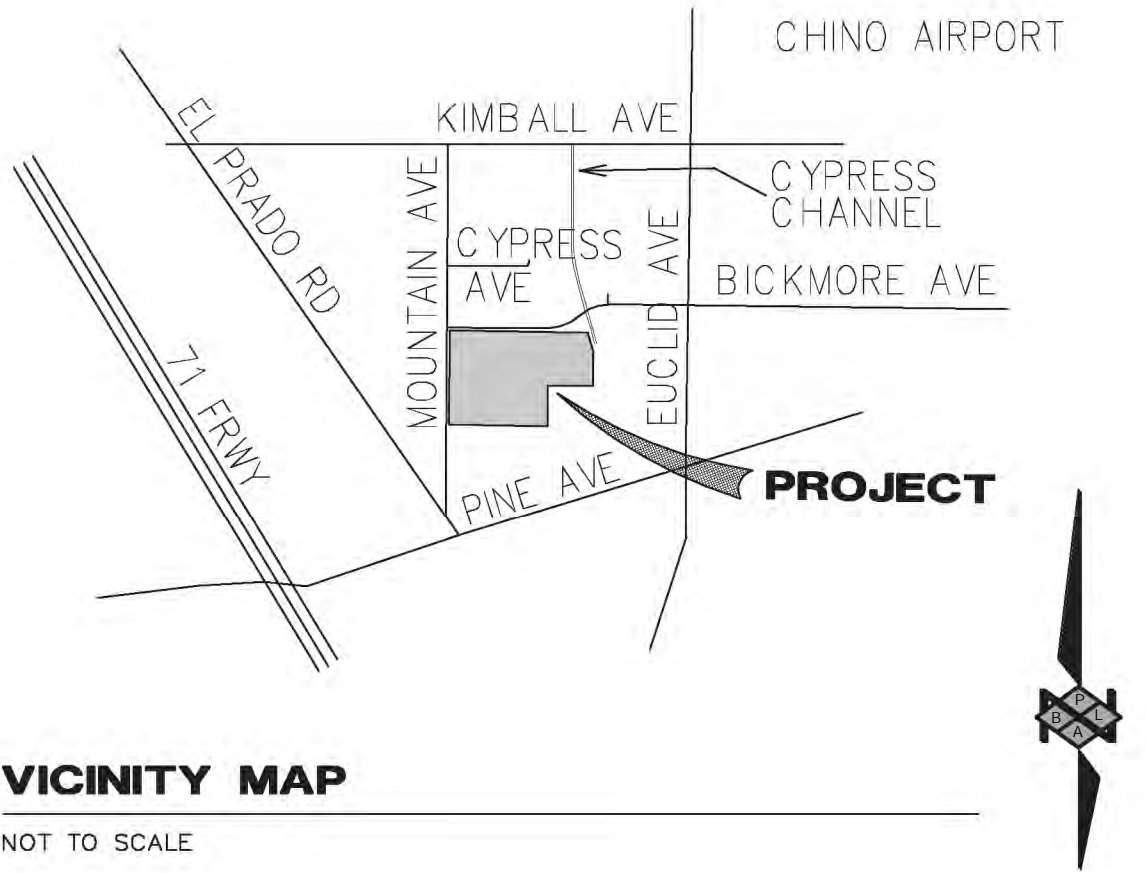 CHINO AIRPORT
KIMBALL AVE
EL PRADO RD
MOUNTAIN AVE
CYPRESS
CHANNEL
CYPRESS
AVE
EUCLID AVE
BICKMORE AVE
71 FRWY
PINE AVE
PROJECT
N
P
B L
A
VICINITY MAP
NOT TO SCALE